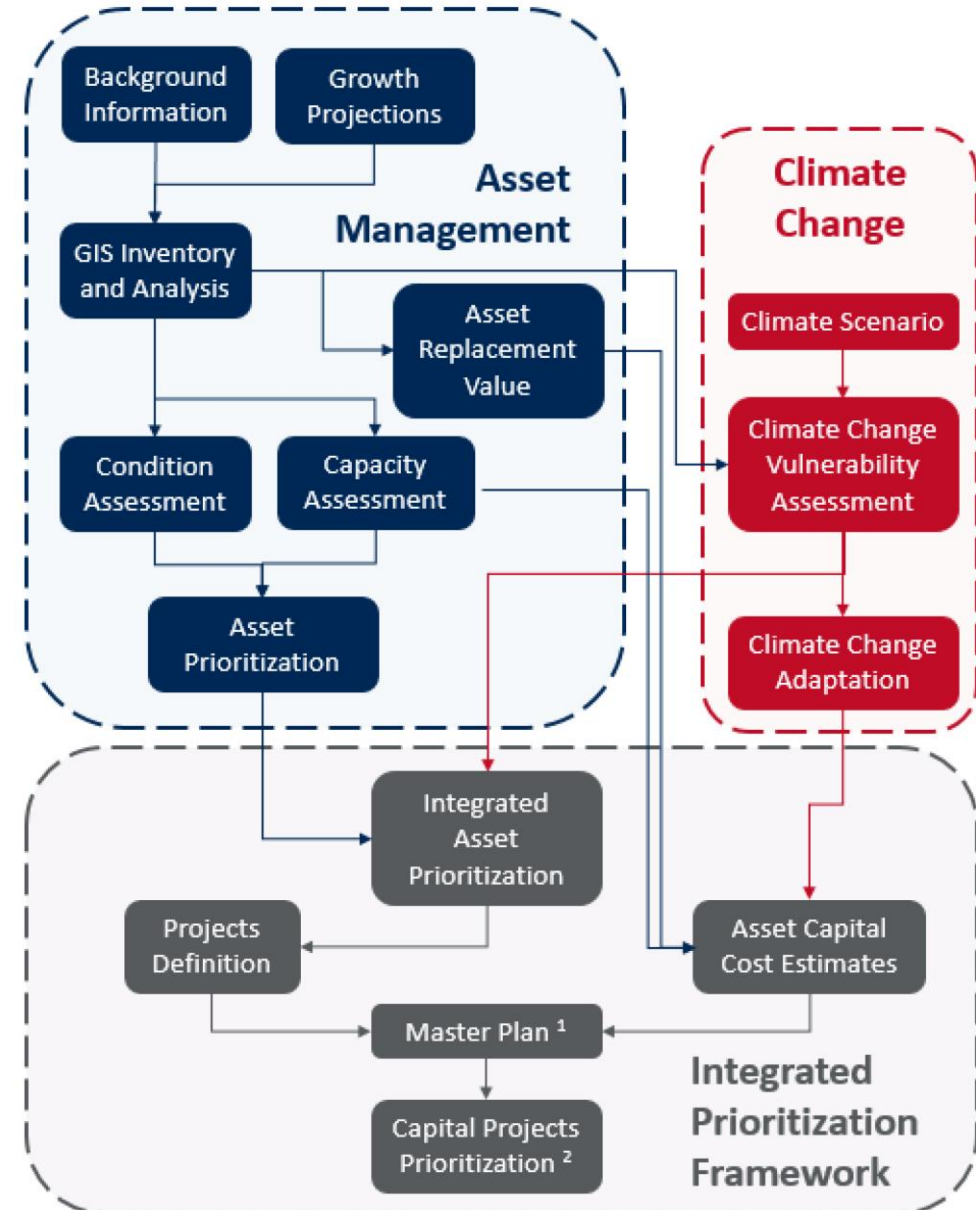 Background
Information
Growth
Projections
Asset
Management
Climate
Change
GIS Inventory
and Analysis
Asset
Replacement
Value
Climate Scenario
Condition
Assessment
Capacity
Assessment
Climate Change
Vulnerability
Assessment
Asset
Prioritization
Climate Change
Adaptation
Integrated
Asset
Prioritization
Projects
Definition
Asset Capital
Cost Estimates
Master Plan ¹
Capital Projects
Prioritization ²
Integrated
Prioritization
Framework